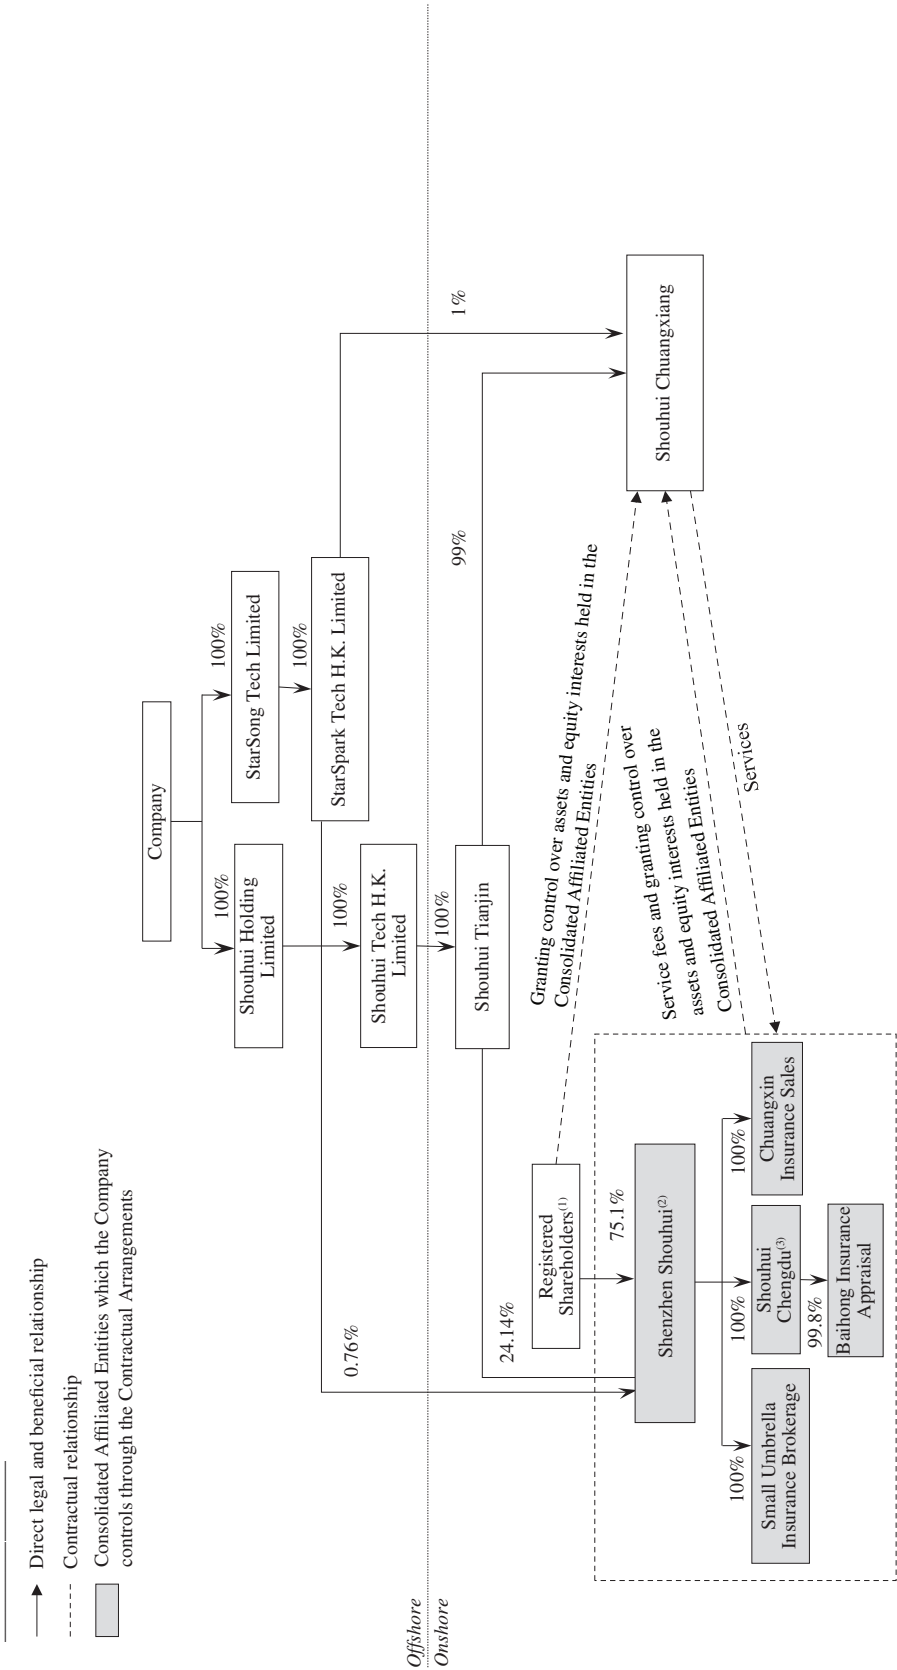 Direct legal and beneficial relationship
Contractual relationship
Consolidated Affiliated Entities which the Company
controls through the Contractual Arrangements
Company
100%
100%
Shouhui Holding
Limited
StarSong Tech Limited
100%
100%
Shouhui Tech H.K.
Limited
StarSpark Tech H.K. Limited
Offshore
Onshore
100%
0.76%
Shouhui Tianjin
99%
1%
24.14%
Registered
Shareholders(1)
75.1%
Granting control over assets and equity interests held in the
Consolidated Affiliated Entities
Service fees and granting control over
assets and equity interests held in the
Consolidated Affiliated Entities
Services
Shenzhen Shouhui(2)
Shouhui Chuangxiang
100%
100%
100%
Small Umbrella
Insurance Brokerage
Shouhui
Chengdu(3)
Chuangxin
Insurance Sales
99.8%
Baihong Insurance
Appraisal